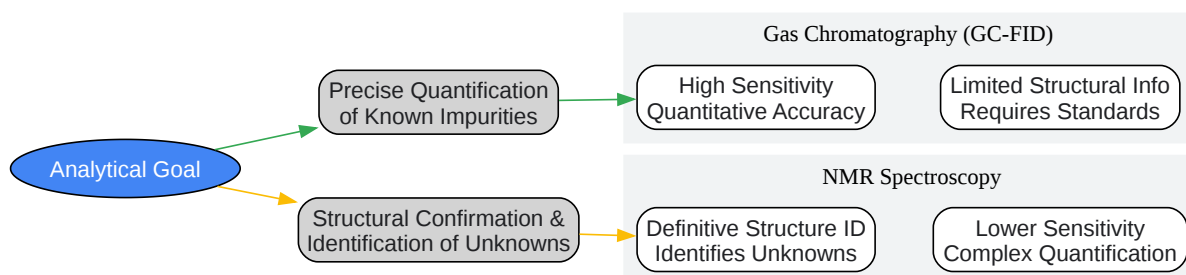 Analytical Goal
Precise Quantification
of Known Impurities
Structural Confirmation &
Identification of Unknowns
Gas Chromatography (GC-FID)
High Sensitivity
Quantitative Accuracy
Limited Structural Info
Requires Standards
NMR Spectroscopy
Definitive Structure ID
Identifies Unknowns
Lower Sensitivity
Complex Quantification